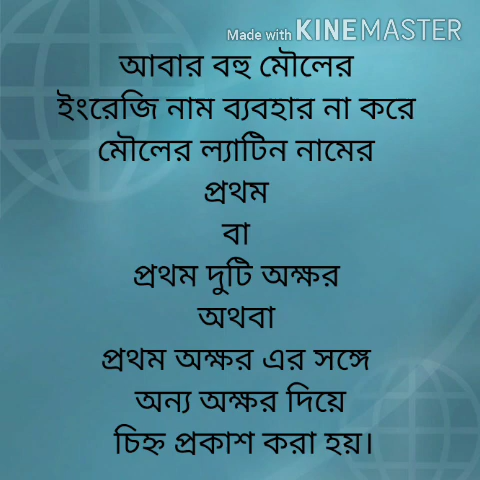 Made with KINEMASTER
আবার বহু মৌলের
ইংরেজি নাম ব্যবহার না করে
মৌলের ল্যাটিন নামের
প্রথম
বা
প্রথম দুটি অক্ষর
অথবা
প্রথম অক্ষর এর সঙ্গে
অন্য অক্ষর দিয়ে
চিহ্ন প্রকাশ করা হয়।